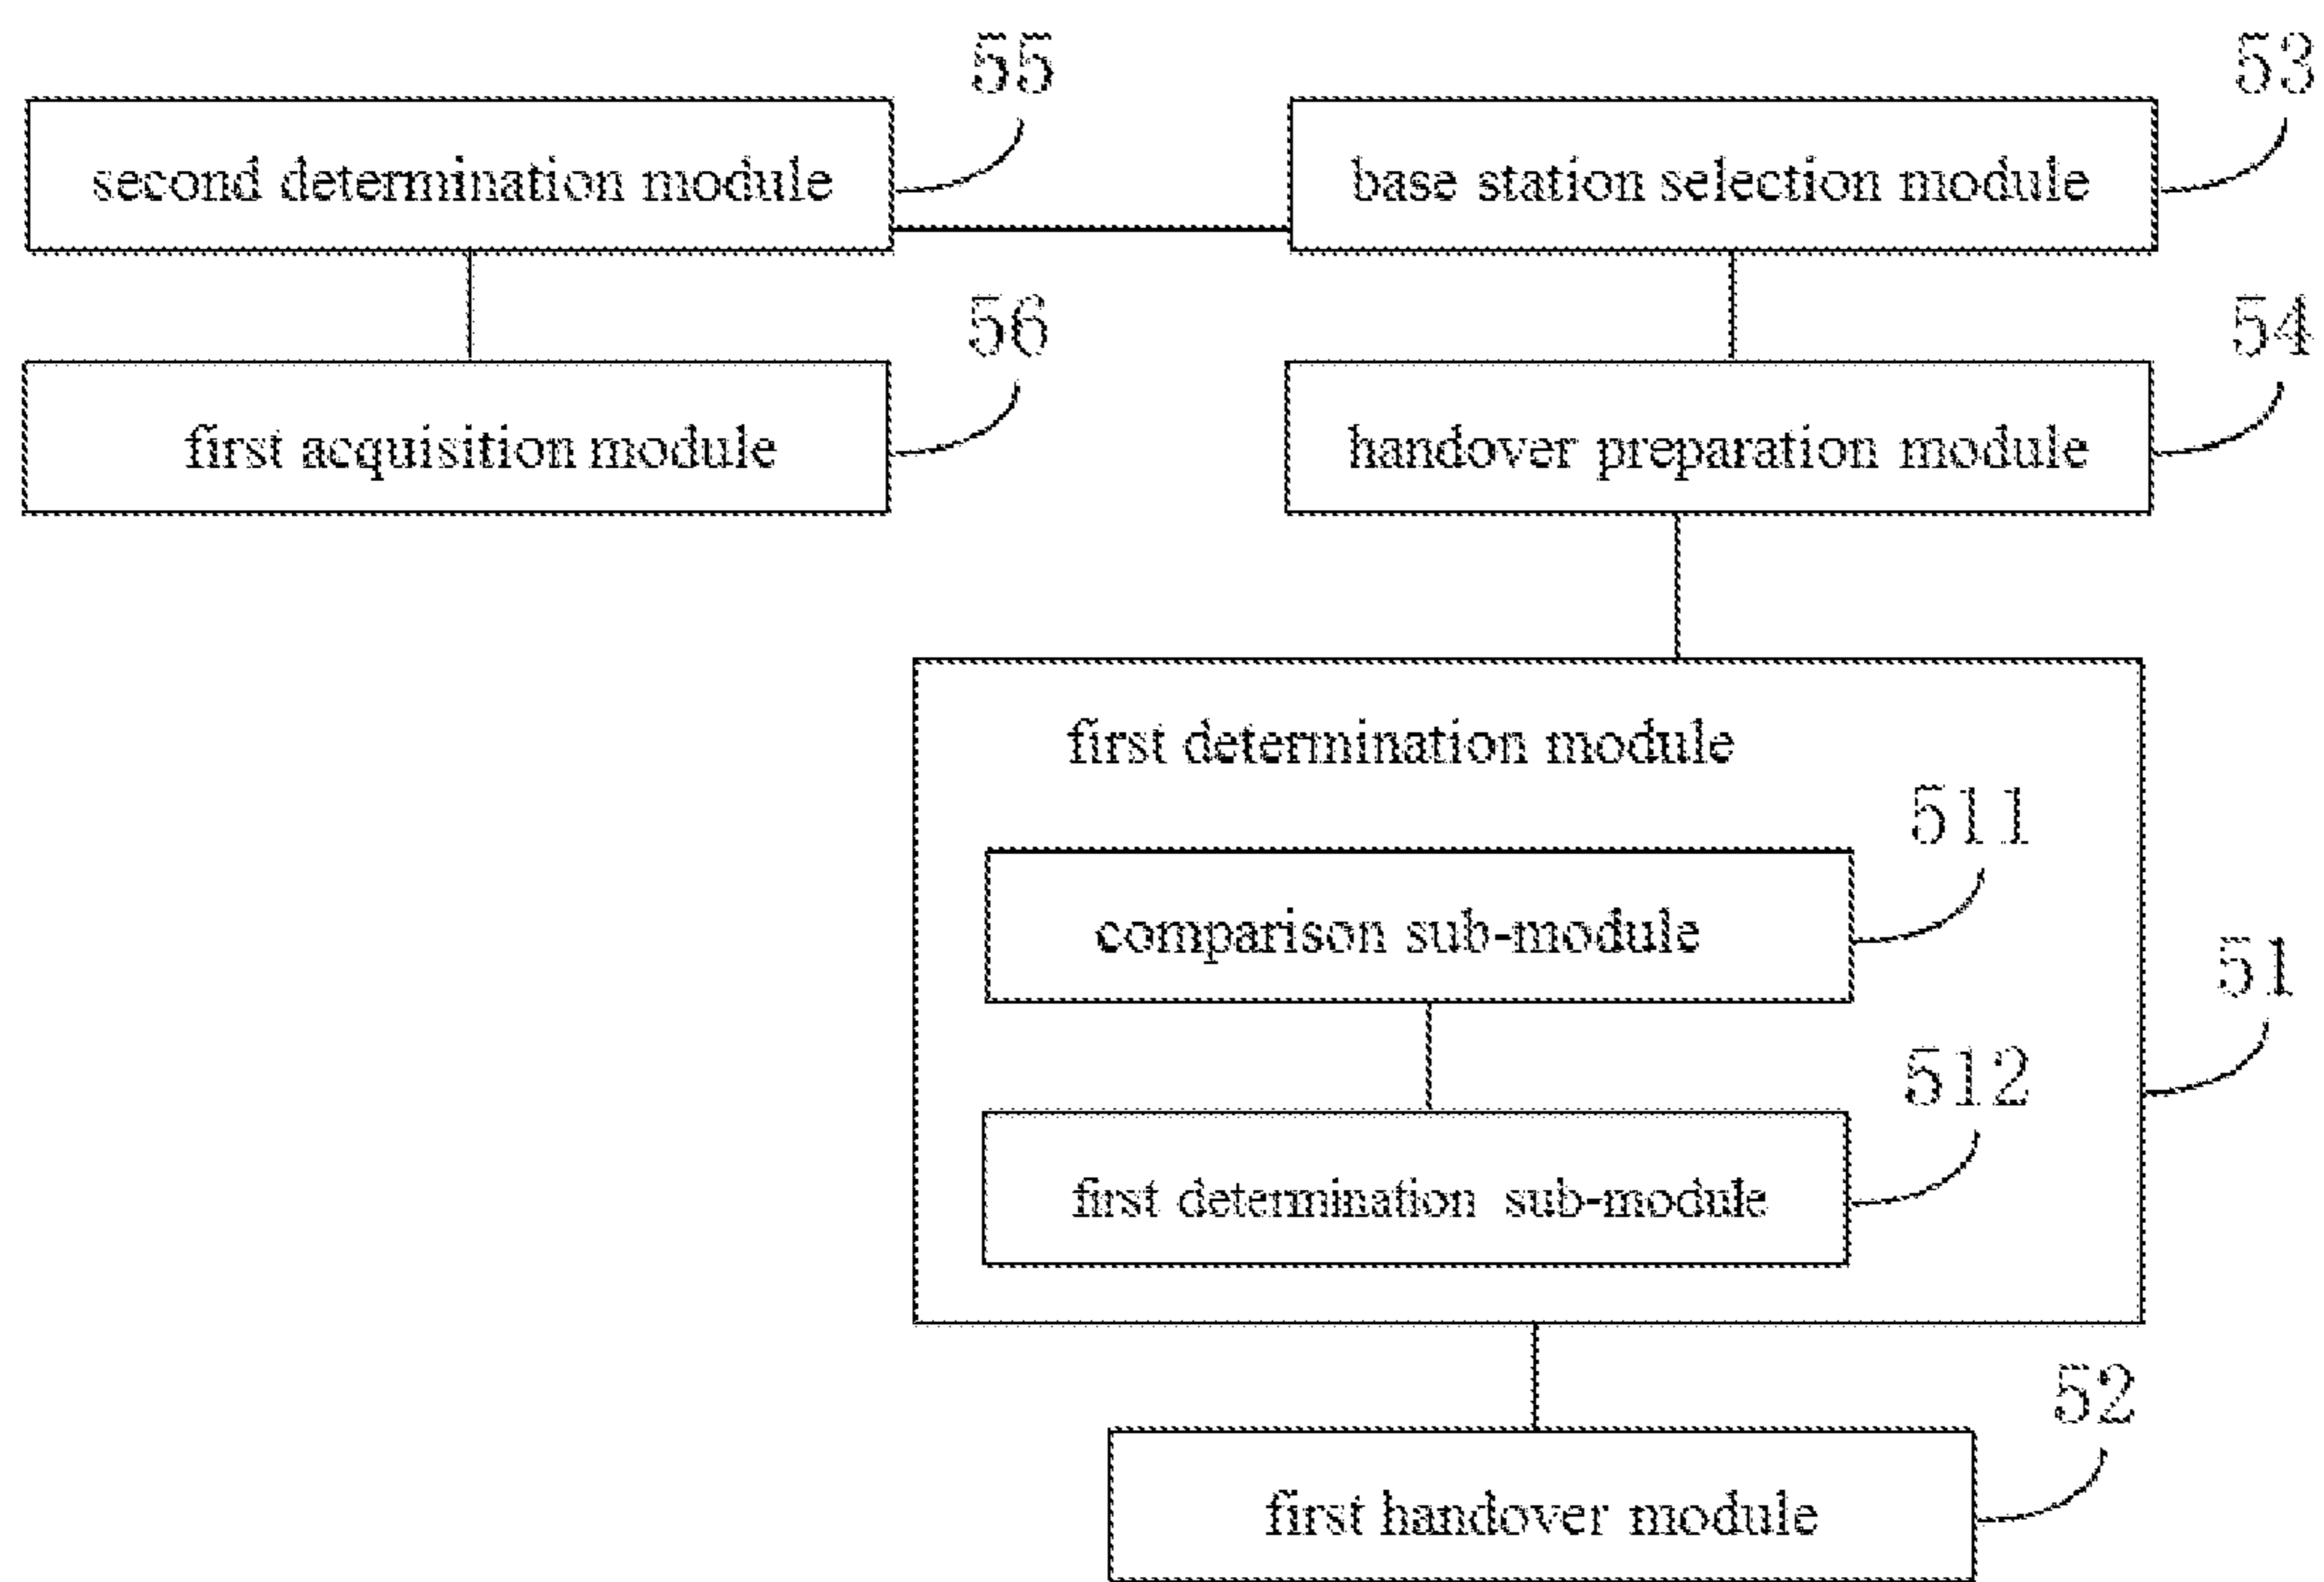 55
53
second determination module
base station selection module
56
54
first acquisition module
handover preparation module
first determination module
511
comparison sub-module
51
512
first determination sub-module
52
first handover module